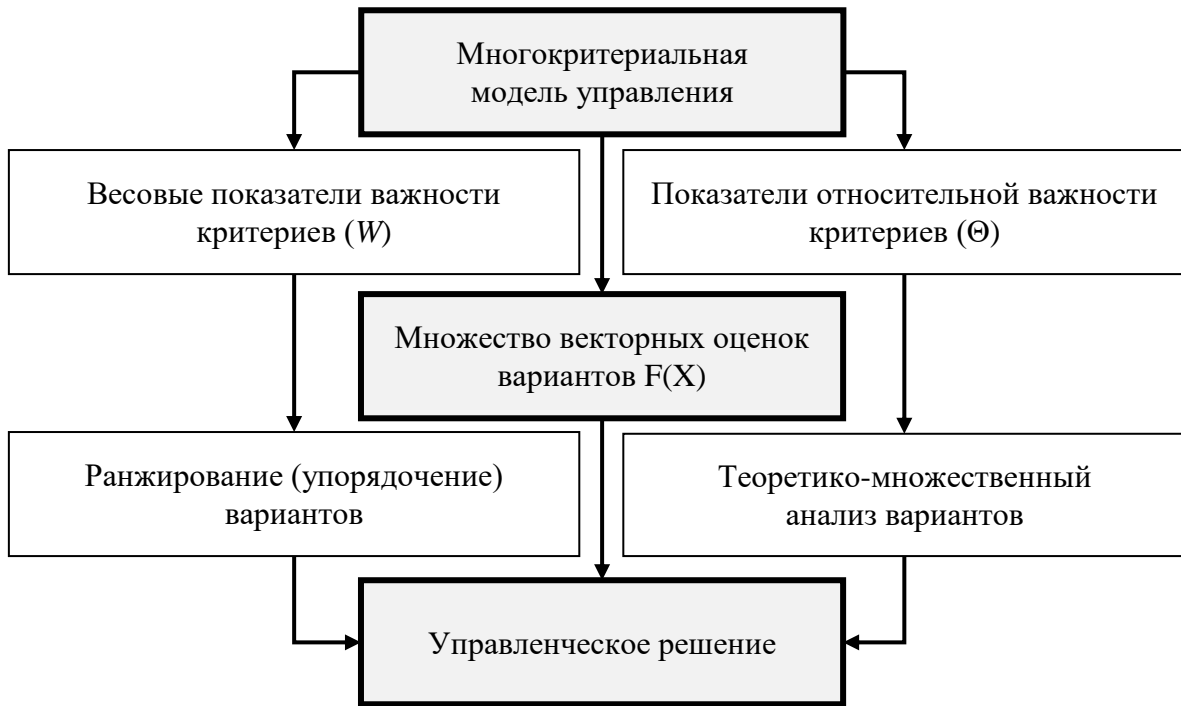 Многокритериальная
модель управления
Весовые показатели важности
критериев (W)
Показатели относительной важности
критериев (Θ)
Множество векторных оценок
вариантов F(X)
Ранжирование (упорядочение)
вариантов
Теоретико-множественный
анализ вариантов
Управленческое решение